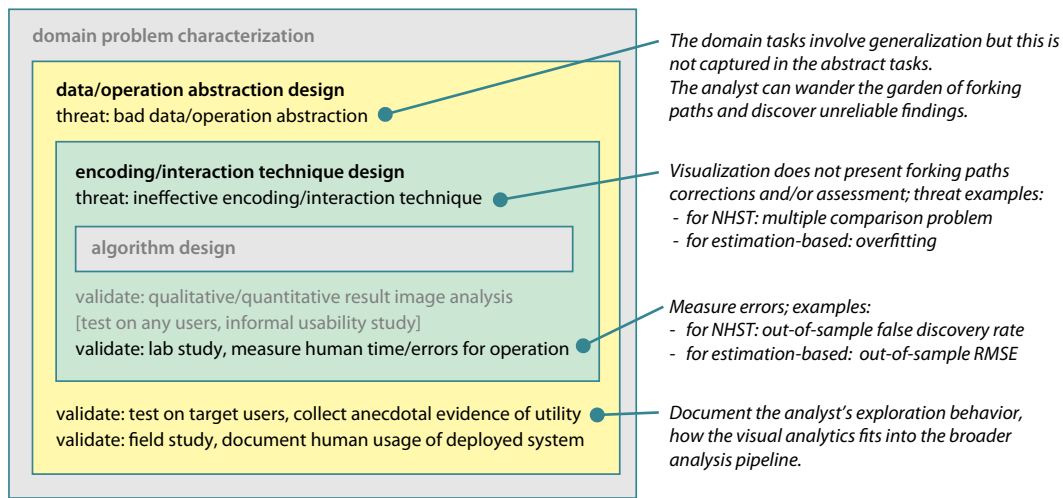 domain problem characterization
data/operation abstraction design
threat: bad data/operation abstraction
encoding/interaction technique design
threat: ineffective encoding/interaction technique
algorithm design
validate: qualitative/quantitative result image analysis
[test on any users, informal usability study]
validate: lab study, measure human time/errors for operation
validate: test on target users, collect anecdotal evidence of utility
validate: field study, document human usage of deployed system
The domain tasks involve generalization but this is
not captured in the abstract tasks.
The analyst can wander the garden of forking
paths and discover unreliable findings.
Visualization does not present forking paths
corrections and/or assessment; threat examples:
- for NHST: multiple comparison problem
- for estimation-based: overfitting
Measure errors; examples:
- for NHST: out-of-sample false discovery rate
- for estimation-based: out-of-sample RMSE
Document the analyst's exploration behavior,
how the visual analytics fits into the broader
analysis pipeline.